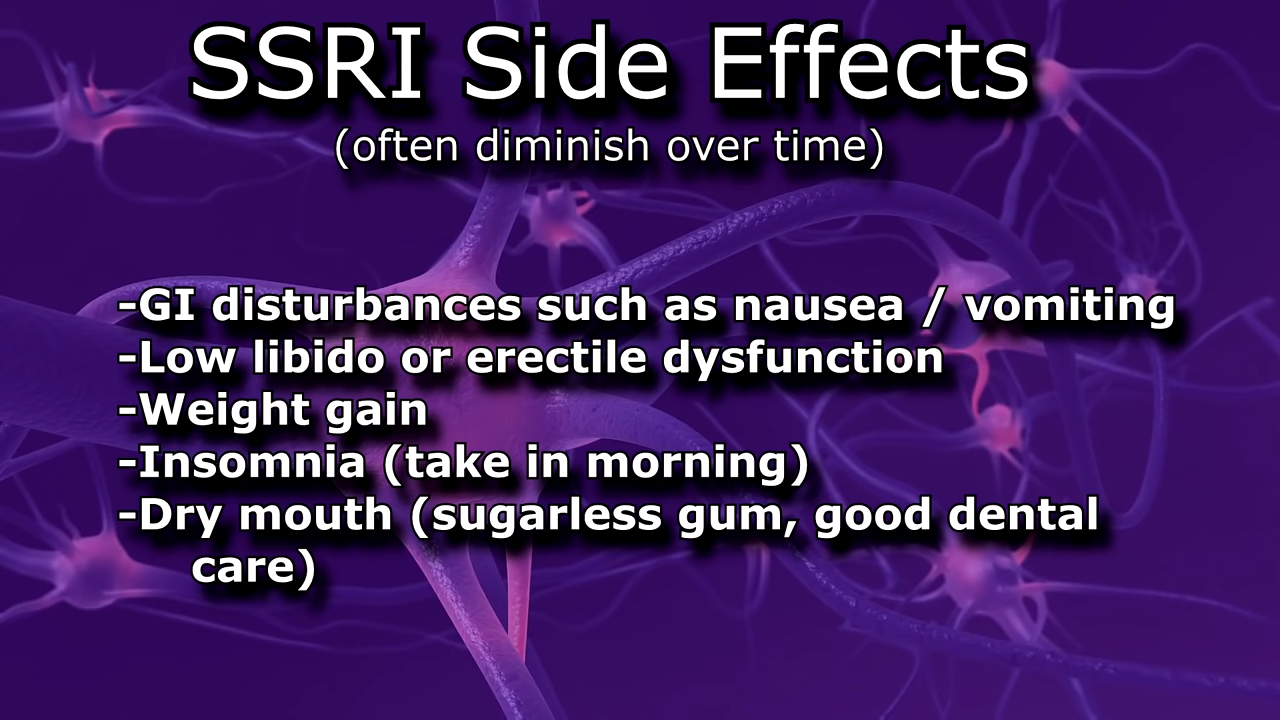 SSRI Side Effects
(often diminish over time)
-GI disturbances such as nausea / vomiting
-Low libido or erectile dysfunction
-Weight gain
-Insomnia (take in morning)
-Dry mouth (sugarless gum, good dental
care)